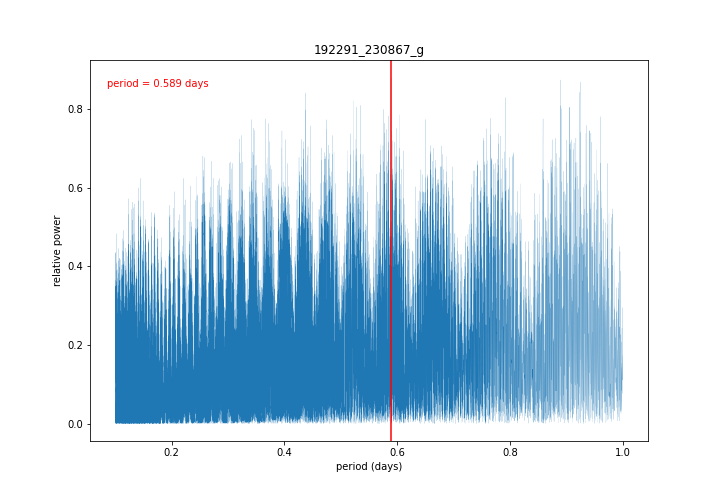 192291_230867_g
period = 0.589 days
relative power
0.8
0.6
0.4
0.2
0.0
0.2 0.4 0.6 0.8 1.0
period (days)